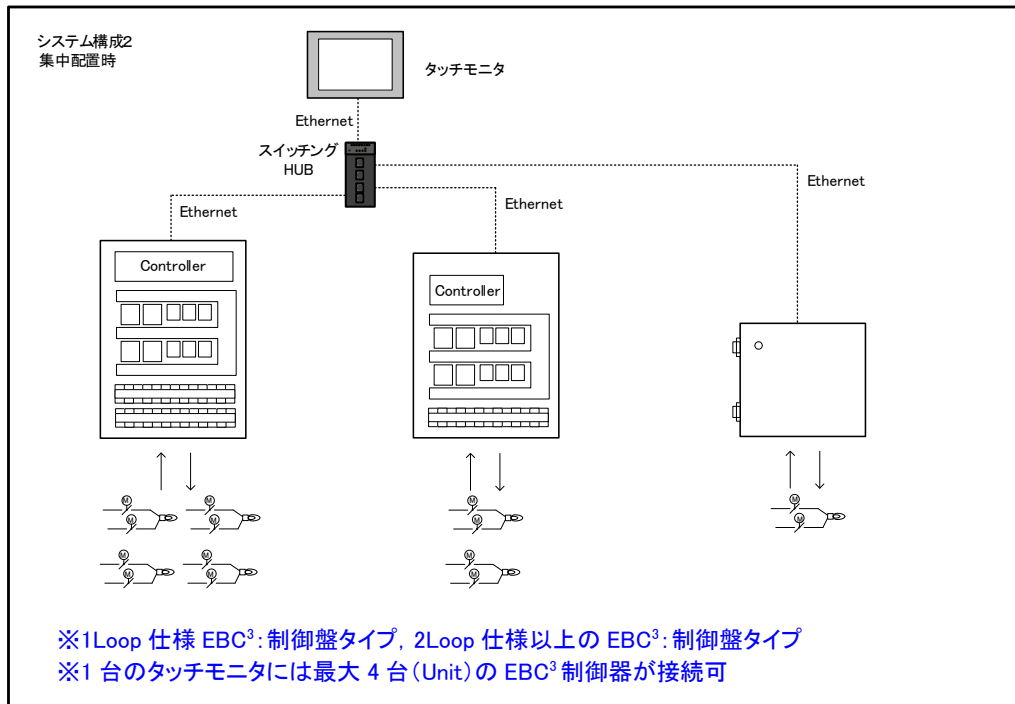 システム構成2
集中配置時
タッチモニタ
Ethernet
スイッチング
HUB
Ethernet
Ethernet
Ethernet
Controller
Controller
M
M
M
M
M
M
M
M
M
M
M
M
M
M
※1Loop 仕様 EBC³:制御盤タイプ, 2Loop 仕様以上の EBC³:制御盤タイプ
※1 台のタッチモニタには最大 4 台(Unit)の EBC³ 制御器が接続可